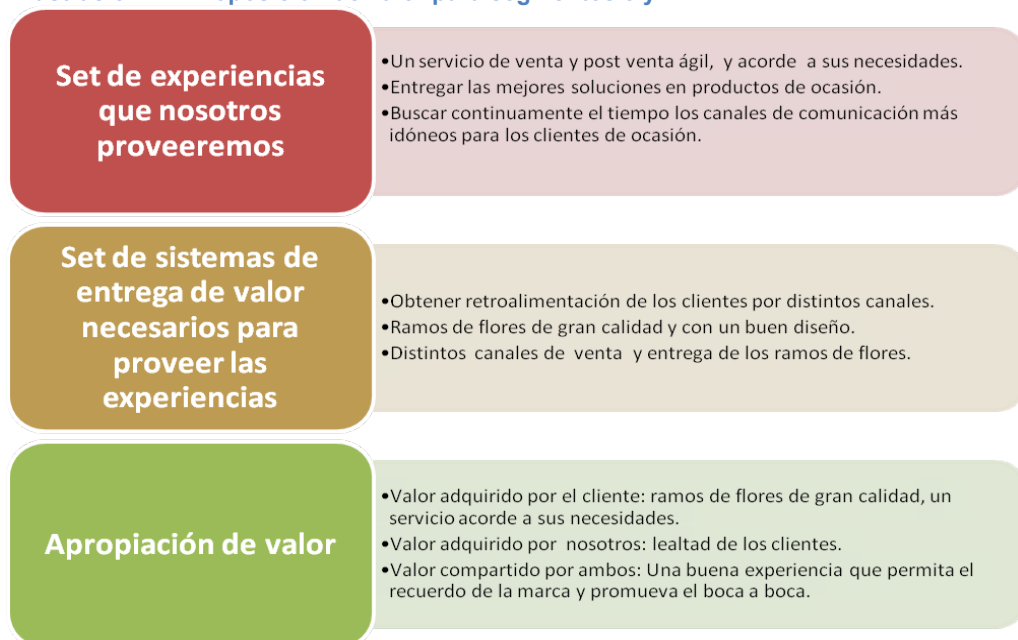 Set de experiencias
que nosotros
proveeremos
•Un servicio de venta y post venta ágil, y acorde a sus necesidades.
•Entregar las mejores soluciones en productos de ocasión.
•Buscar continuamente el tiempo los canales de comunicación más
idóneos para los clientes de ocasión.
Set de sistemas de
entrega de valor
necesarios para
proveer las
experiencias
•Obtener retroalimentación de los clientes por distintos canales.
•Ramos de flores de gran calidad y con un buen diseño.
•Distintos canales de venta y entrega de los ramos de flores.
Apropiación de valor
•Valor adquirido por el cliente: ramos de flores de gran calidad, un
servicio acorde a sus necesidades.
•Valor adquirido por nosotros: lealtad de los clientes.
•Valor compartido por ambos: Una buena experiencia que permita el
recuerdo de la marca y promueva el boca a boca.